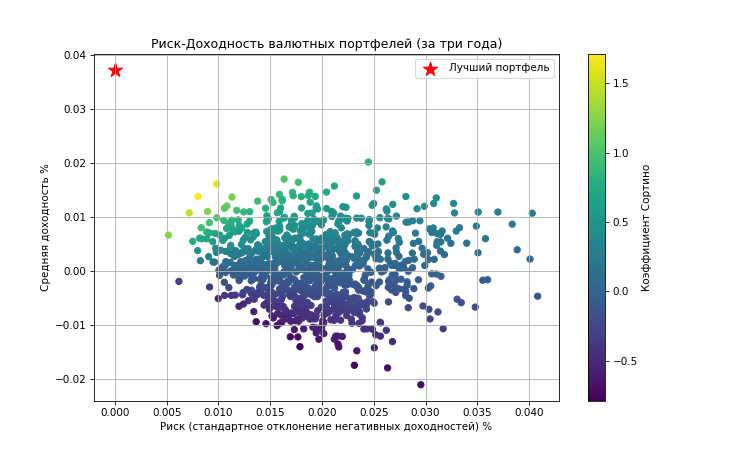 Риск-Доходность валютных портфелей (за три года)
Лучший портфель
0.04
0.03
0.02
0.01
0.00
−0.01
−0.02
Средняя доходность %
0.000 0.005 0.010 0.015 0.020 0.025 0.030 0.035 0.040
Риск (стандартное отклонение негативных доходностей) %
1.5
1.0
0.5
0.0
−0.5
Коэффициент Сортино